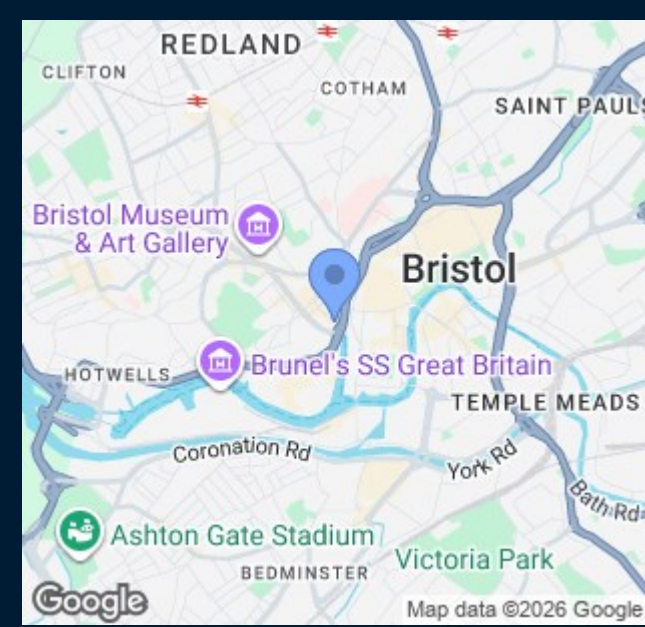 REDLAND
CLIFTON
COTHAM
SAINT PAULS
Bristol Museum
& Art Gallery
Bristol
HOTWELLS
Brunel's SS Great Britain
TEMPLE MEADS
Coronation Rd
York Rd
Bath Rd
Ashton Gate Stadium
Victoria Park
BEDMINSTER
Google
Map data ©2026 Google